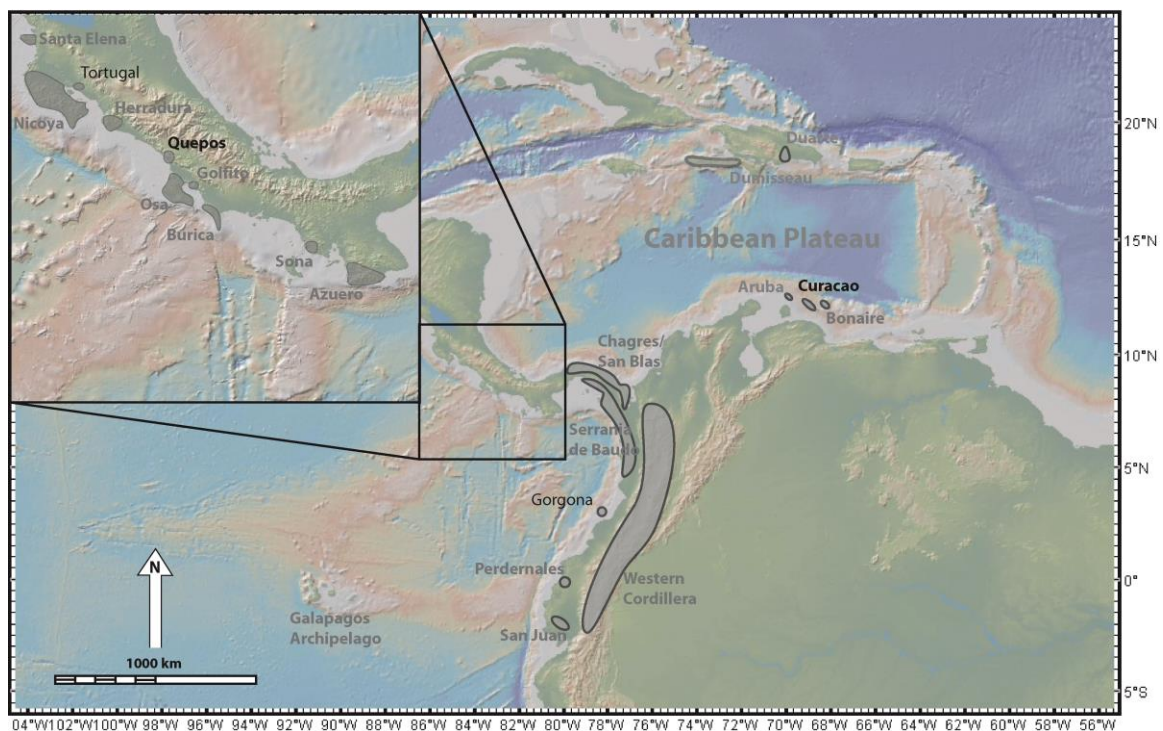 Santa Elena
Tortugal
Herradura
Nicoya
Quepos
Golfito
Osa
Burica
Sona
Azuero
Duarte
Dumisseau
Caribbean Plateau
Aruba
Curacao
Bonaire
Chagres/
San Blas
Serrania
de Baudo
Gorgona
Perdernales
Western
Cordillera
San Juan
Galapagos
Archipelago
N
1000 km
20°N
15°N
10°N
5°N
0°
5°S
04°W 102°W 100°W 98°W 96°W 94°W 92°W 90°W 88°W 86°W 84°W 82°W 80°W 78°W 76°W 74°W 72°W 70°W 68°W 66°W 64°W 62°W 60°W 58°W 56°W